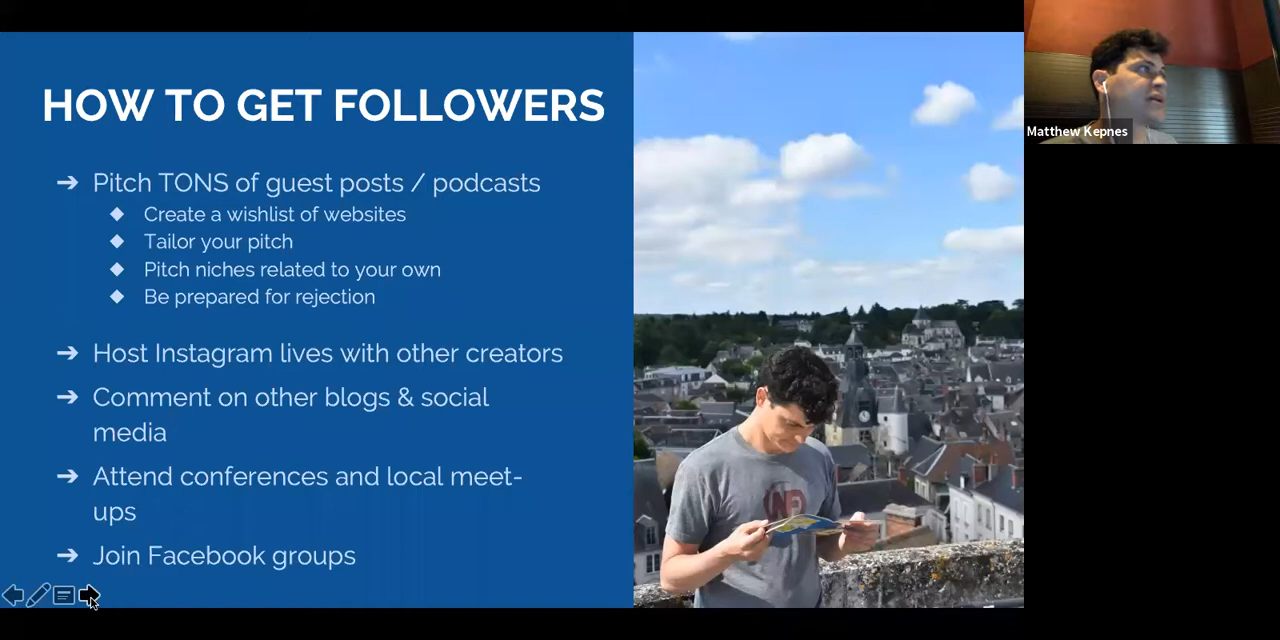 HOW TO GET FOLLOWERS
➔ Pitch TONS of guest posts / podcasts
◆ Create a wishlist of websites
◆ Tailor your pitch
◆ Pitch niches related to your own
◆ Be prepared for rejection
➔ Host Instagram lives with other creators
➔ Comment on other blogs & social
media
➔ Attend conferences and local meet-
ups
➔ Join Facebook groups
Matthew Kepnes